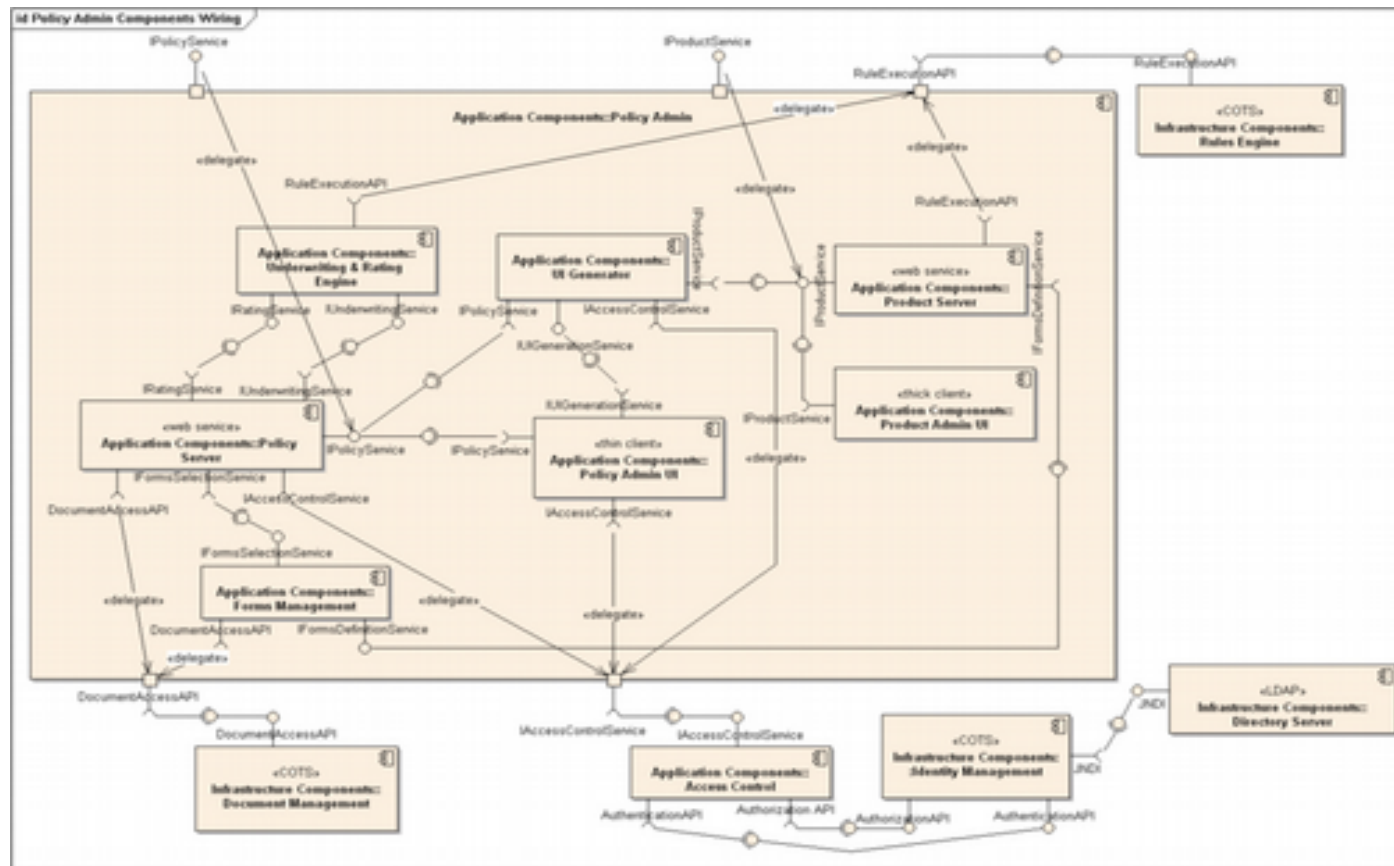 id Policy Admin Components Wiring
IPolicyService
IProductService
RuleExecutionAPI
RuleExecutionAPI
«COTS»
Infrastructure Components::
Rules Engine
Application Components::Policy Admin
«delegate»
«delegate»
«delegate»
«delegate»
RuleExecutionAPI
RuleExecutionAPI
Application Components::
Underwriting & Rating
Engine
Application Components::
UI Generator
IProductService
IProductService
«web service»
Application Components::
Product Server
IFormsDefinitionService
IRatingService
IUnderwritingService
IPolicyService
IAccessControlService
IUIGenerationService
IRatingService
IUnderwritingService
IUIGenerationService
«thick client»
Application Components::
Product Admin UI
IProductService
«web service»
Application Components::Policy
Server
IPolicyService
IPolicyService
«thin client»
Application Components::
Policy Admin UI
«delegate»
IFormsSelectionService
IAccessControlService
DocumentAccessAPI
IAccessControlService
IFormsSelectionService
Application Components::
Forms Management
«delegate»
«delegate»
«delegate»
DocumentAccessAPI
IFormsDefinitionService
«delegate»
DocumentAccessAPI
DocumentAccessAPI
«COTS»
Infrastructure Components::
Document Management
IAccessControlService
IAccessControlService
Application Components::
Access Control
AuthenticationAPI
Authorization API
AuthorizationAPI
AuthenticationAPI
«COTS»
Infrastructure Components::
:Identity Management
JNDI
JNDI
«LDAP»
Infrastructure Components::
Directory Server